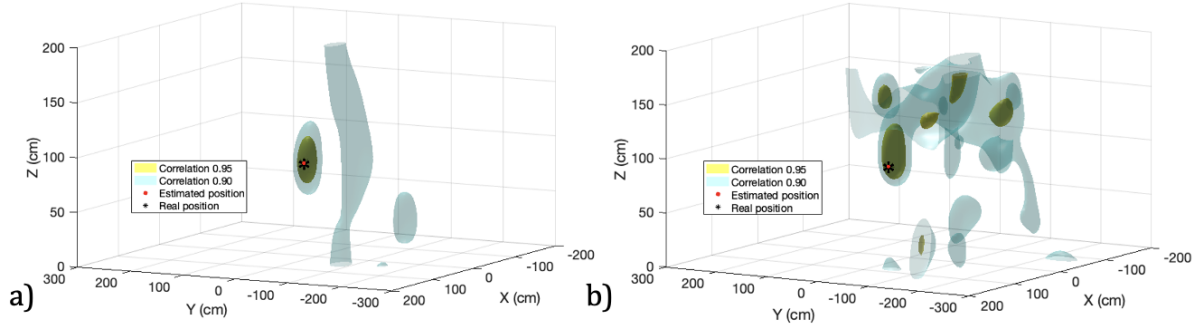 200
150
100
50
0
Z (cm)
Correlation 0.95
Correlation 0.90
Estimated position
Real position
300
200
100
0
-100
-200
-300
Y (cm)
200
100
0
-100
-200
X (cm)
a)
200
150
100
50
0
Z (cm)
Correlation 0.95
Correlation 0.90
Estimated position
Real position
300
200
100
0
-100
-200
-300
Y (cm)
200
100
0
-100
-200
X (cm)
b)